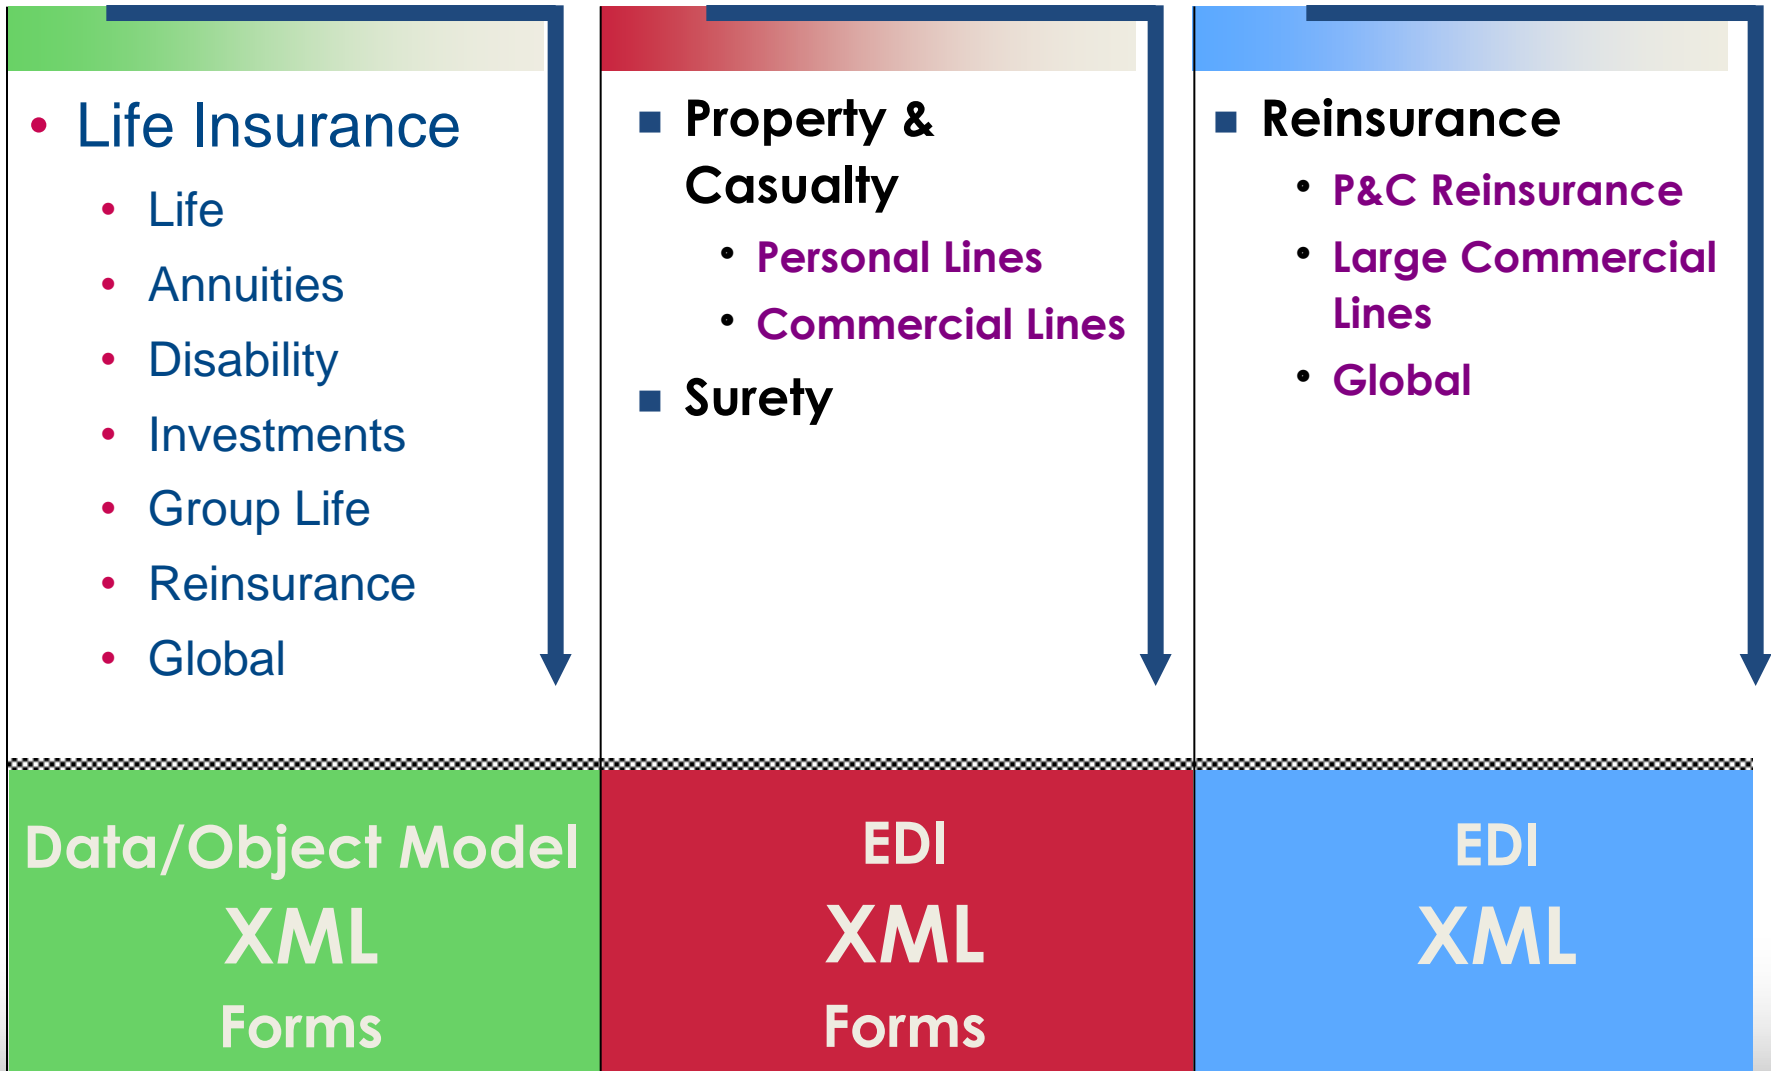 • Life Insurance
• Life
• Annuities
• Disability
• Investments
• Group Life
• Reinsurance
• Global
Data/Object Model
XML
Forms
■ Property &
Casualty
• Personal Lines
• Commercial Lines
■ Surety
EDI
XML
Forms
■ Reinsurance
• P&C Reinsurance
• Large Commercial
Lines
• Global
EDI
XML